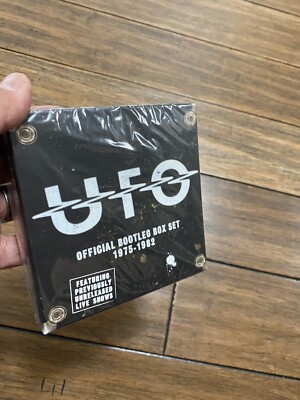 UFO
OFFICIAL BOOTLEG BOX SET
1975-1982
FEATURING
PREVIOUSLY
UNRELEASED
LIVE SHOWS